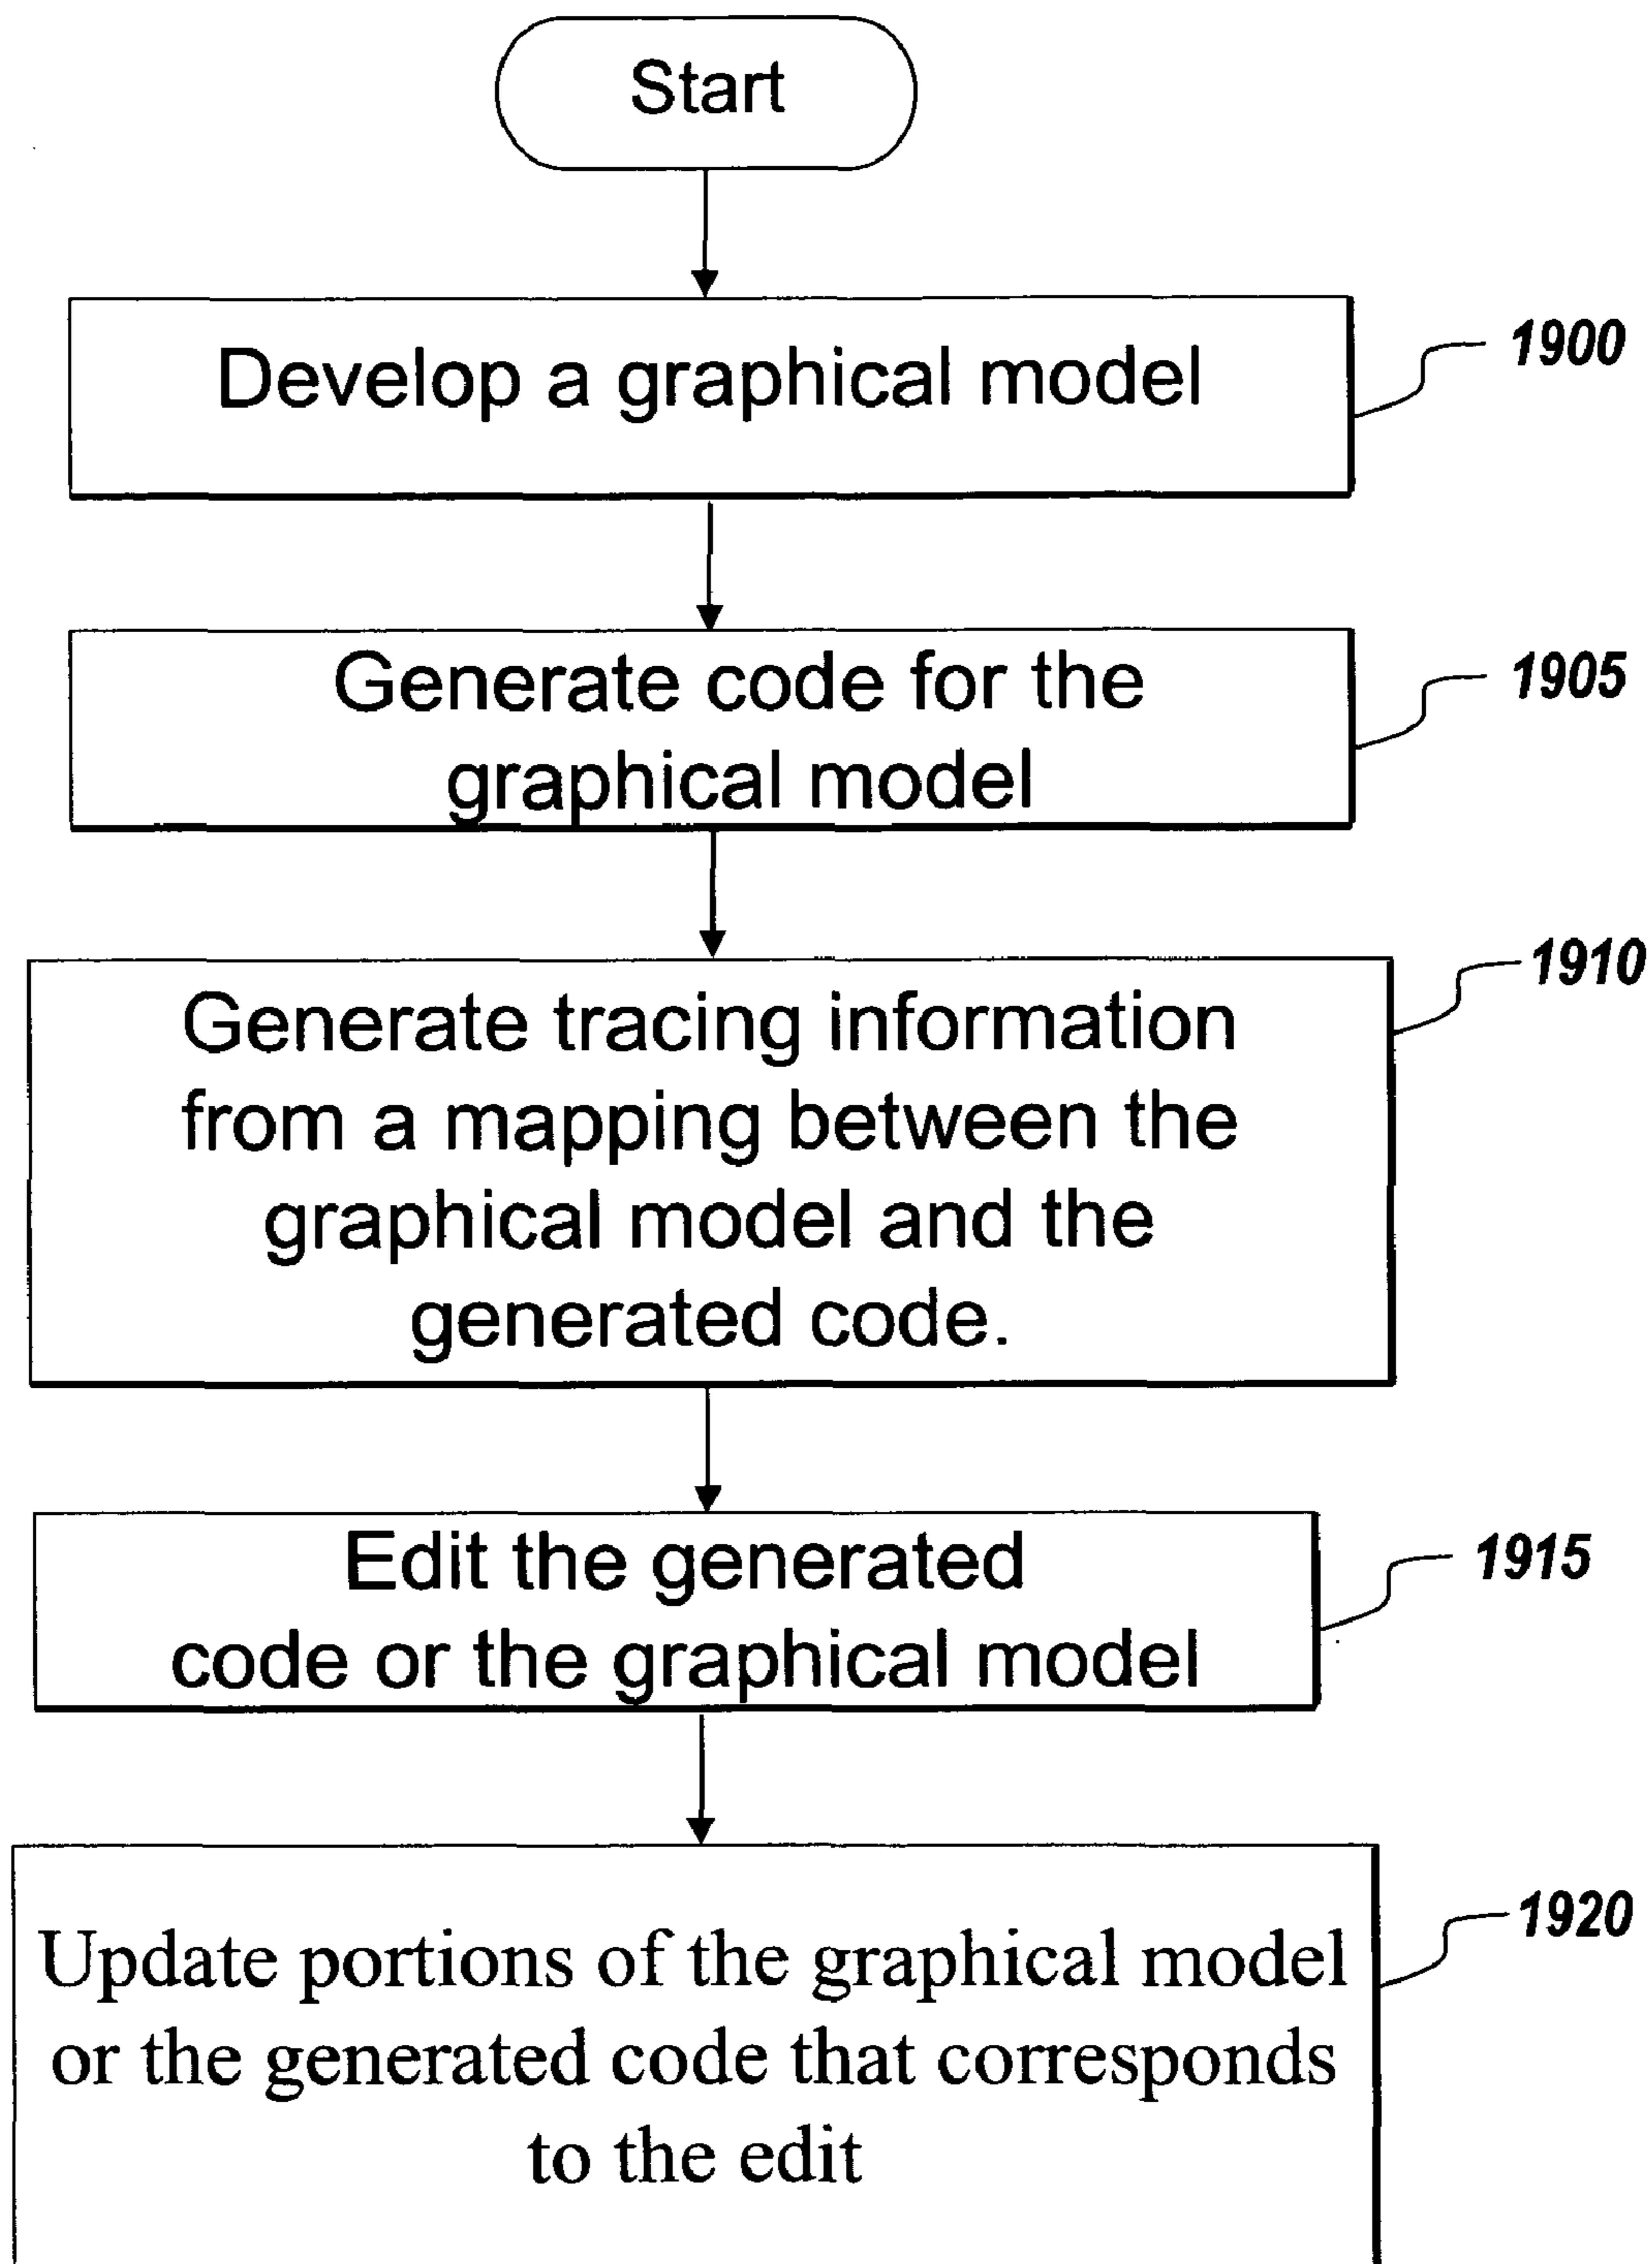 Start
Develop a graphical model
1900
Generate code for the
graphical model
1905
1910
Generate tracing information
from a mapping between the
graphical model and the
generated code.
Edit the generated
code or the graphical model
1915
1920
Update portions of the graphical model
or the generated code that corresponds
to the edit